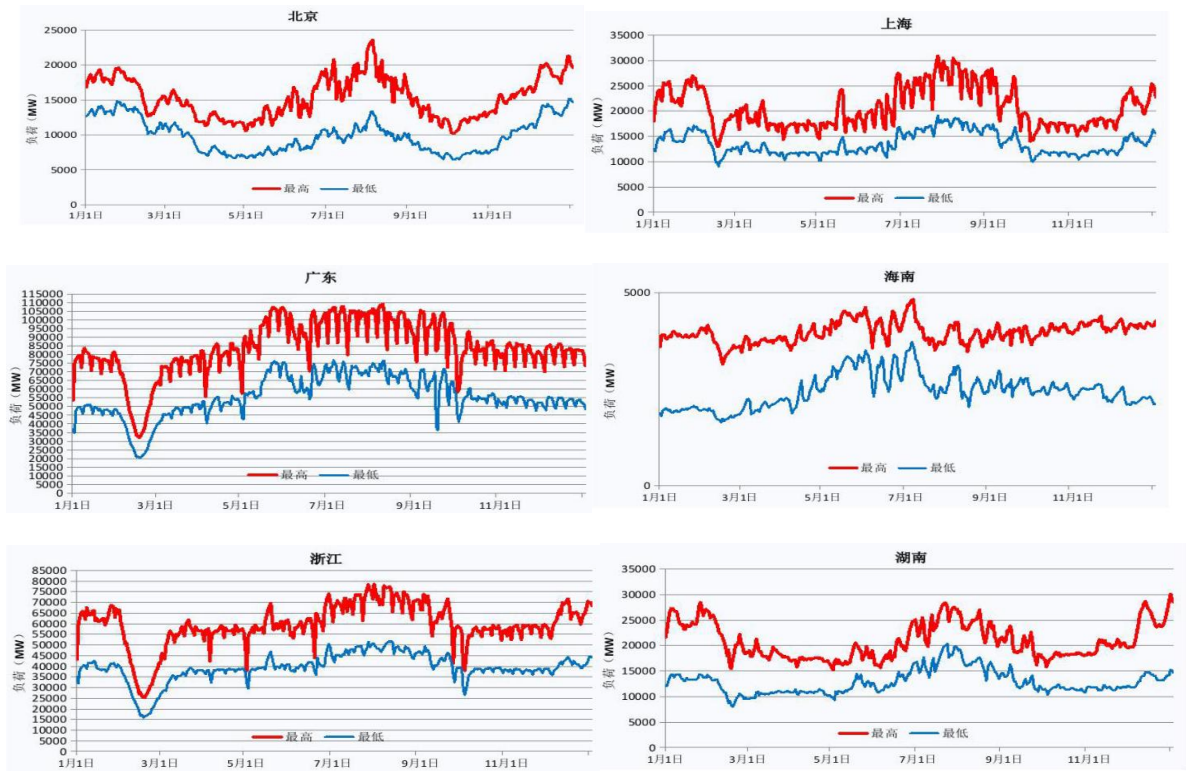 北京
负荷（MW）
25000
20000
15000
10000
5000
0
最高
最低
1月1日
3月1日
5月1日
7月1日
9月1日
11月1日
上海
负荷（MW）
35000
30000
25000
20000
15000
10000
5000
0
最高
最低
1月1日
3月1日
5月1日
7月1日
9月1日
11月1日
广东
负荷（MW）
115000
110000
105000
100000
95000
90000
85000
80000
75000
70000
65000
60000
55000
50000
45000
40000
35000
30000
25000
20000
15000
10000
5000
0
最高
最低
1月1日
3月1日
5月1日
7月1日
9月1日
11月1日
海南
负荷（MW）
5000
0
最高
最低
1月1日
3月1日
5月1日
7月1日
9月1日
11月1日
浙江
负荷（MW）
85000
80000
75000
70000
65000
60000
55000
50000
45000
40000
35000
30000
25000
20000
15000
10000
5000
0
最高
最低
1月1日
3月1日
5月1日
7月1日
9月1日
11月1日
湖南
负荷（MW）
35000
30000
25000
20000
15000
10000
5000
0
最高
最低
1月1日
3月1日
5月1日
7月1日
9月1日
11月1日